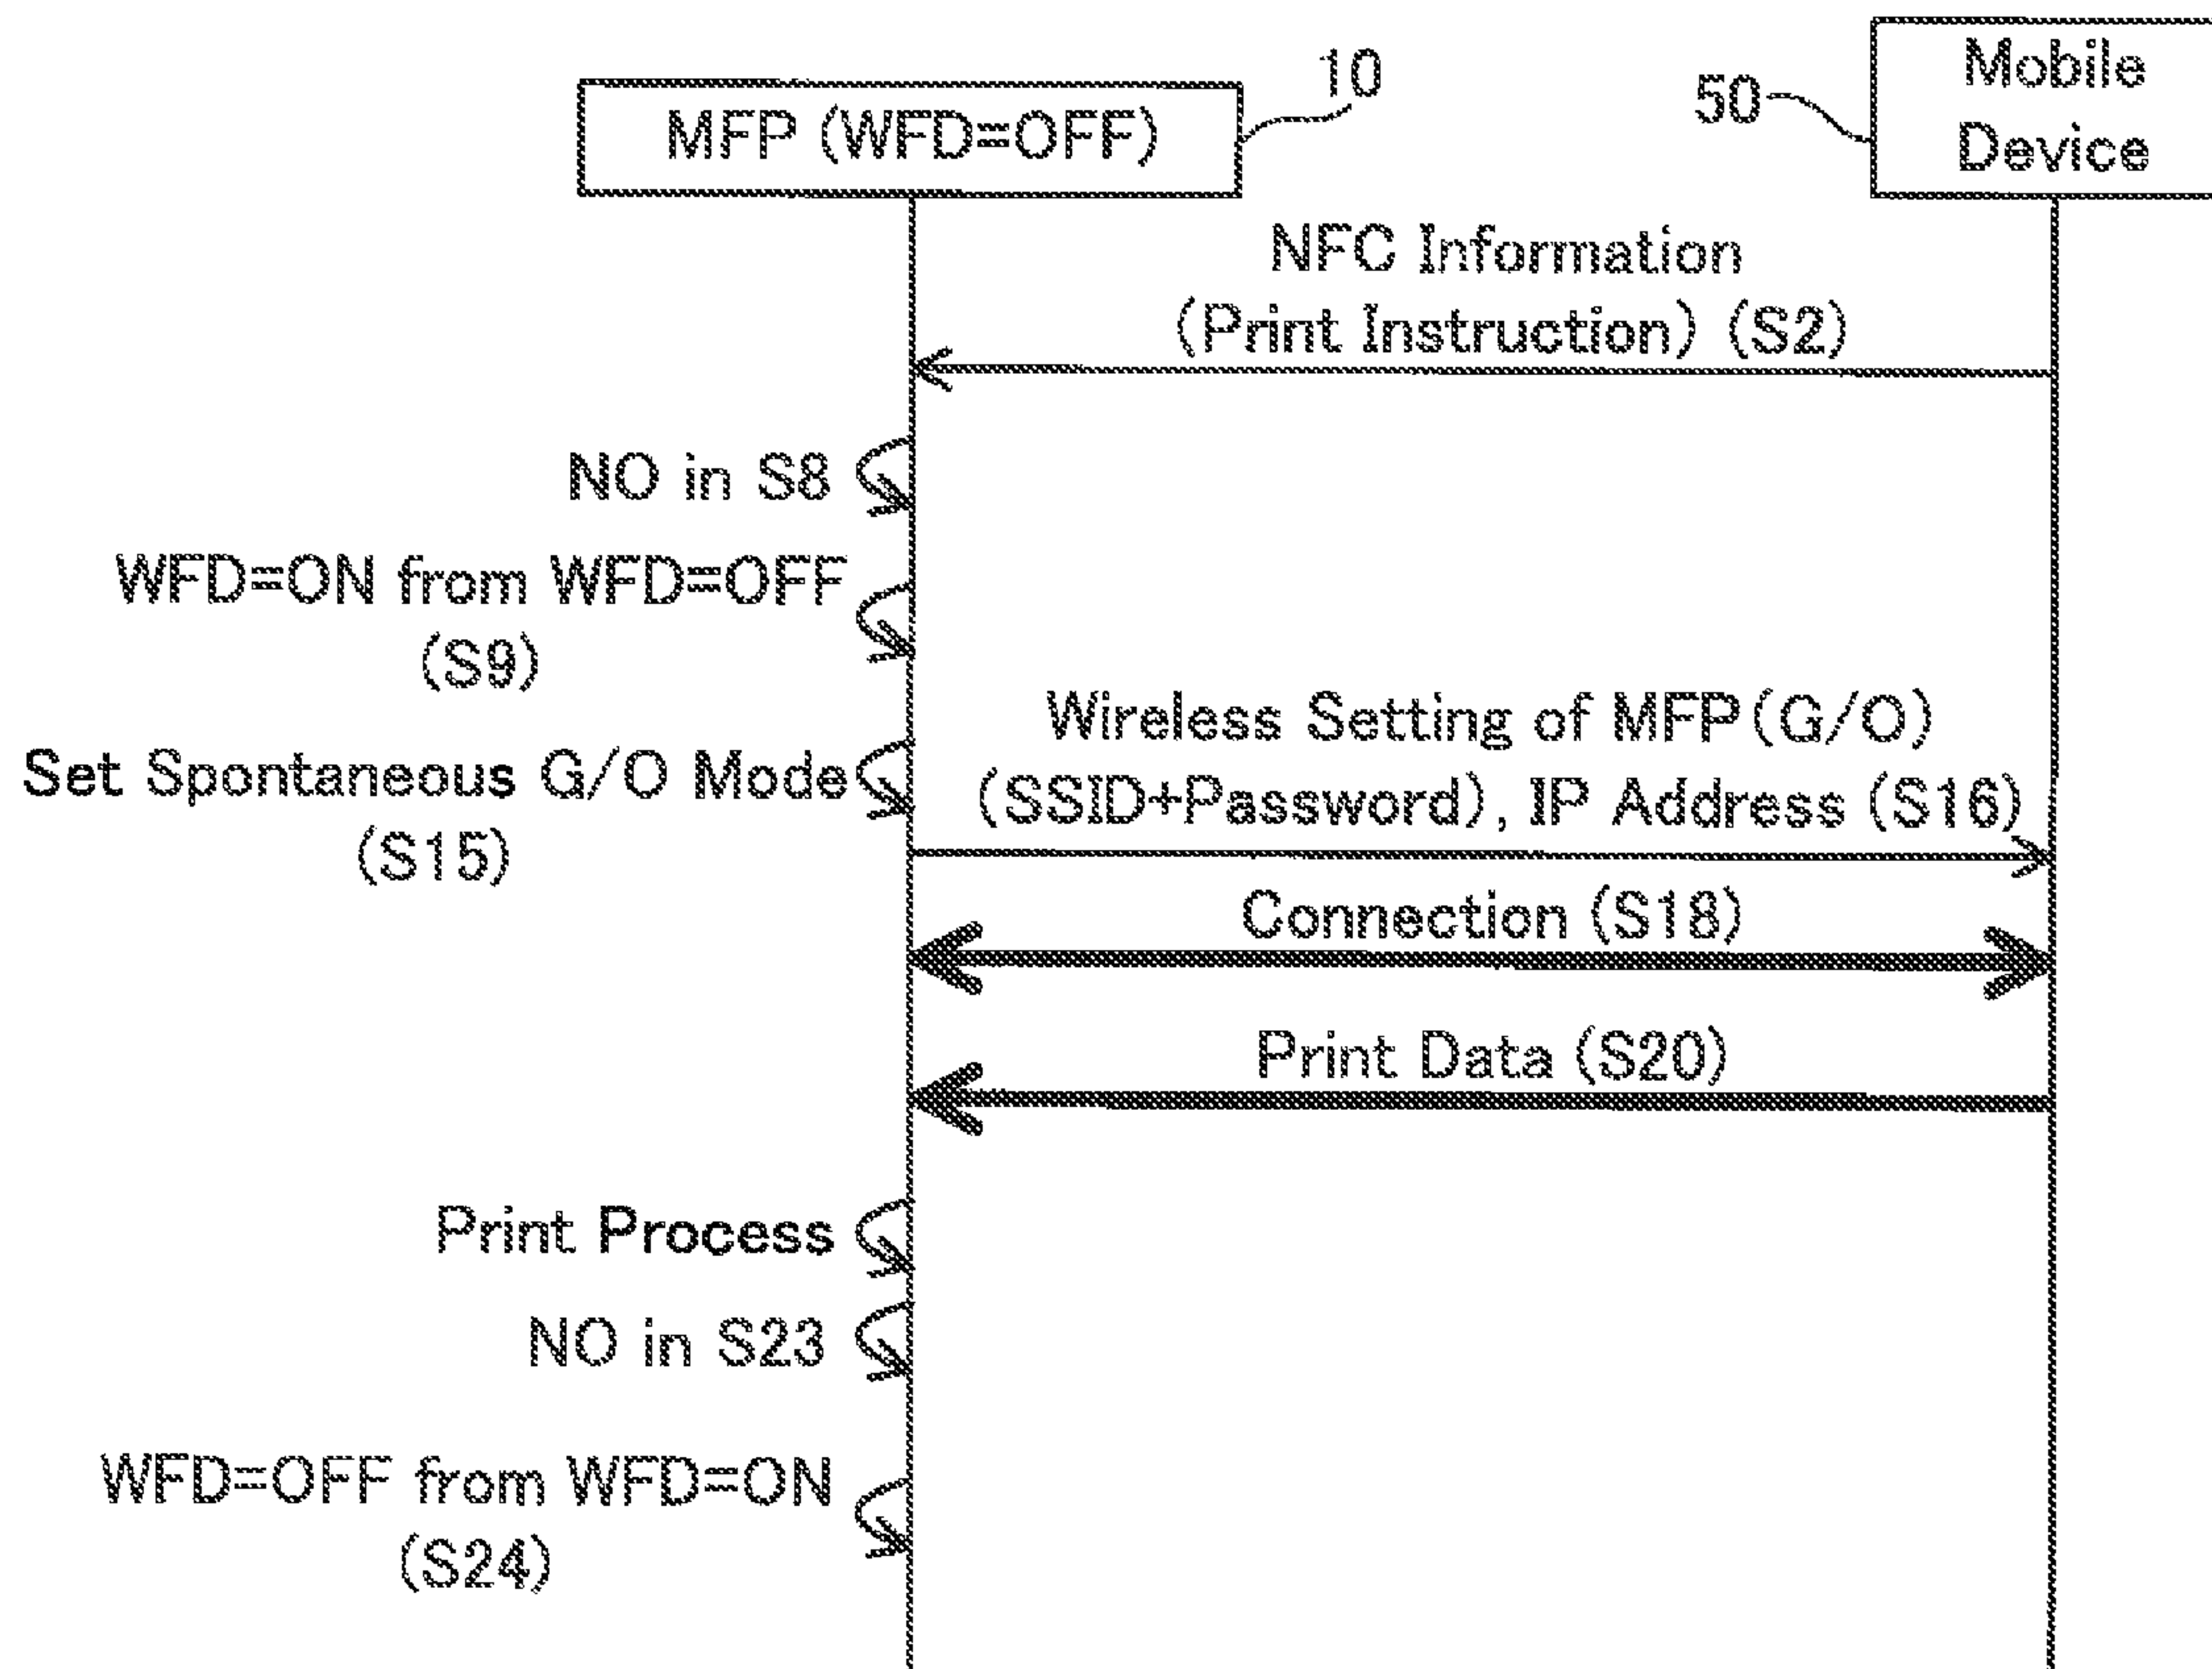 10
MFP (WFD=OFF)
50
Mobile
Device
NFC Information
(Print Instruction) (S2)
NO in S8
WFD=ON from WFD=OFF
(S9)
Wireless Setting of MFP(G/O)
(SSID+Password), IP Address (S16)
Set Spontaneous G/O Mode
(S15)
Connection (S18)
Print Data (S20)
Print Process
NO in S23
WFD=OFF from WFD=ON
(S24)